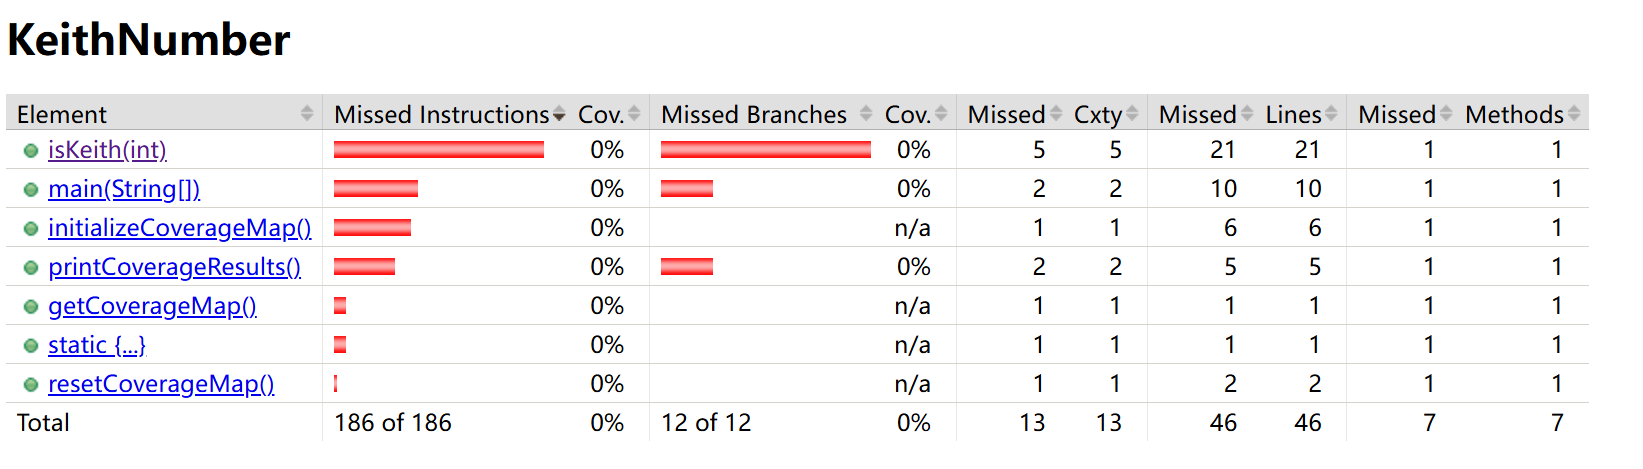 KeithNumber
Element Missed Instructions Cov. Missed Branches Cov. Missed Cxty Missed Lines Missed Methods
isKeith(int) 0% 0% 5 5 21 21 1 1
main(String[]) 0% 0% 2 2 10 10 1 1
initializeCoverageMap() 0% n/a 1 1 6 6 1 1
printCoverageResults() 0% 0% 2 2 5 5 1 1
getCoverageMap() 0% n/a 1 1 1 1 1 1
static {...} 0% n/a 1 1 1 1 1 1
resetCoverageMap() 0% n/a 1 1 2 2 1 1
Total 186 of 186 0% 12 of 12 0% 13 13 46 46 7 7